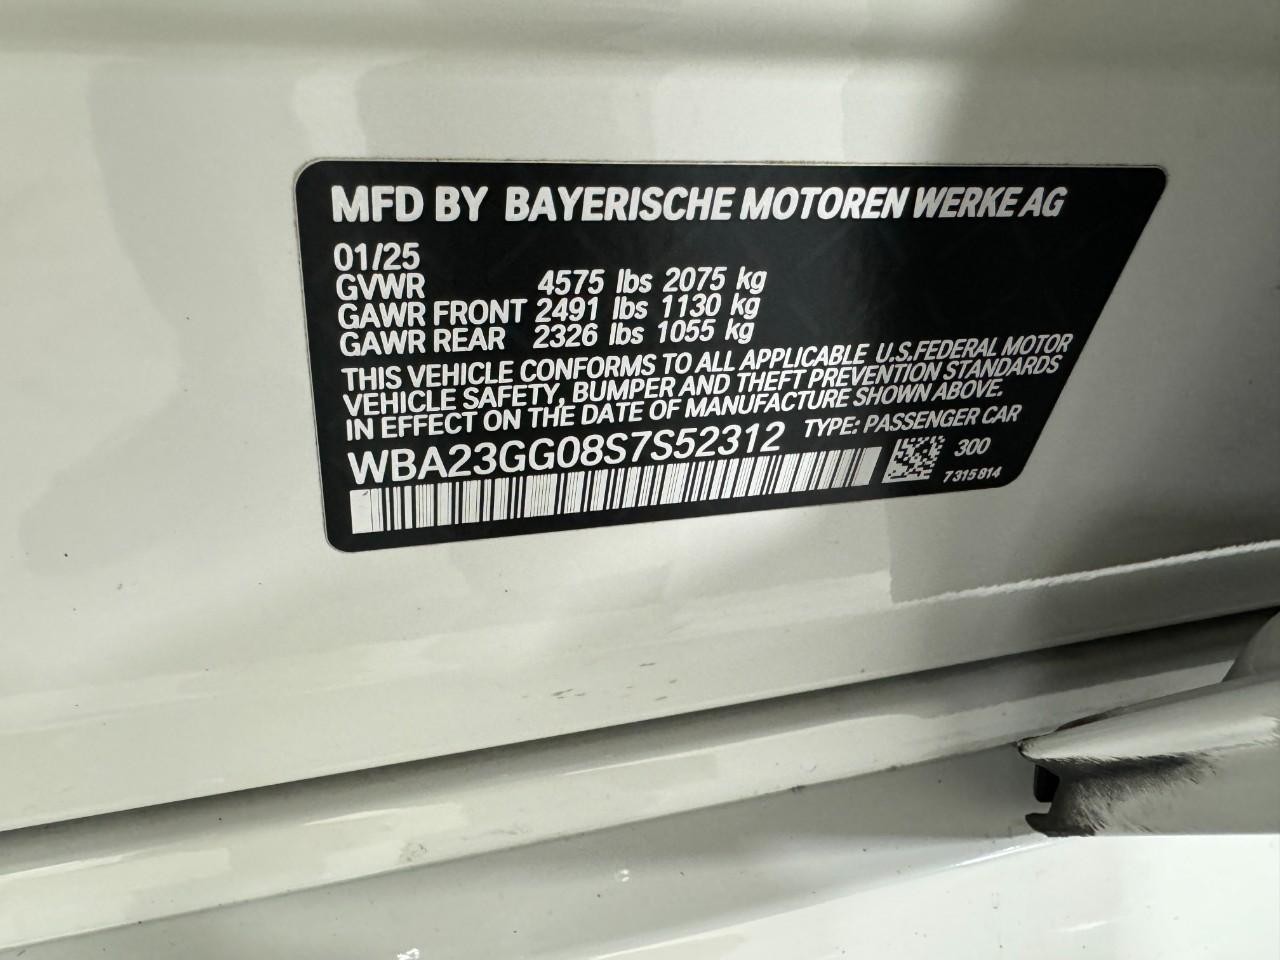 MFD BY BAYERISCHE MOTOREN WERKE AG
01/25
GVWR 4575 lbs 2075 kg
GAWR FRONT 2491 lbs 1130 kg
GAWR REAR 2326 lbs 1055 kg
THIS VEHICLE CONFORMS TO ALL APPLICABLE U.S.FEDERAL MOTOR
VEHICLE SAFETY, BUMPER AND THEFT PREVENTION STANDARDS
IN EFFECT ON THE DATE OF MANUFACTURE SHOWN ABOVE.
WBA23GG08S7S52312 TYPE: PASSENGER CAR
300
7315814